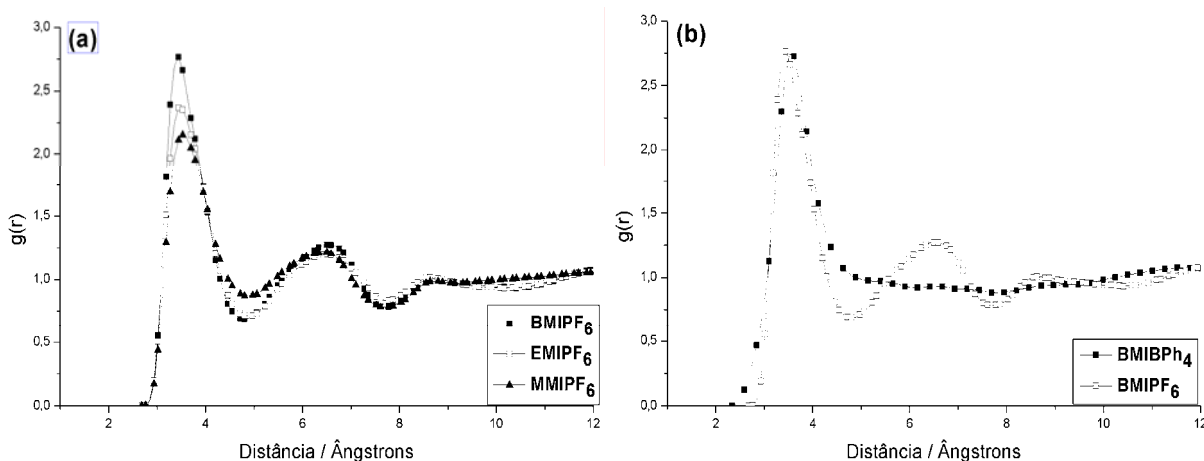 (a)
3,0
2,5
2,0
1,5
1,0
0,5
0,0
g(r)
2 4 6 8 10 12
Distância / Ângstrons
BMIPF6
EMIPF6
MMIPF6
(b)
3,0
2,5
2,0
1,5
1,0
0,5
0,0
g(r)
2 4 6 8 10 12
Distância / Ângstrons
BMIBPh4
BMIPF6